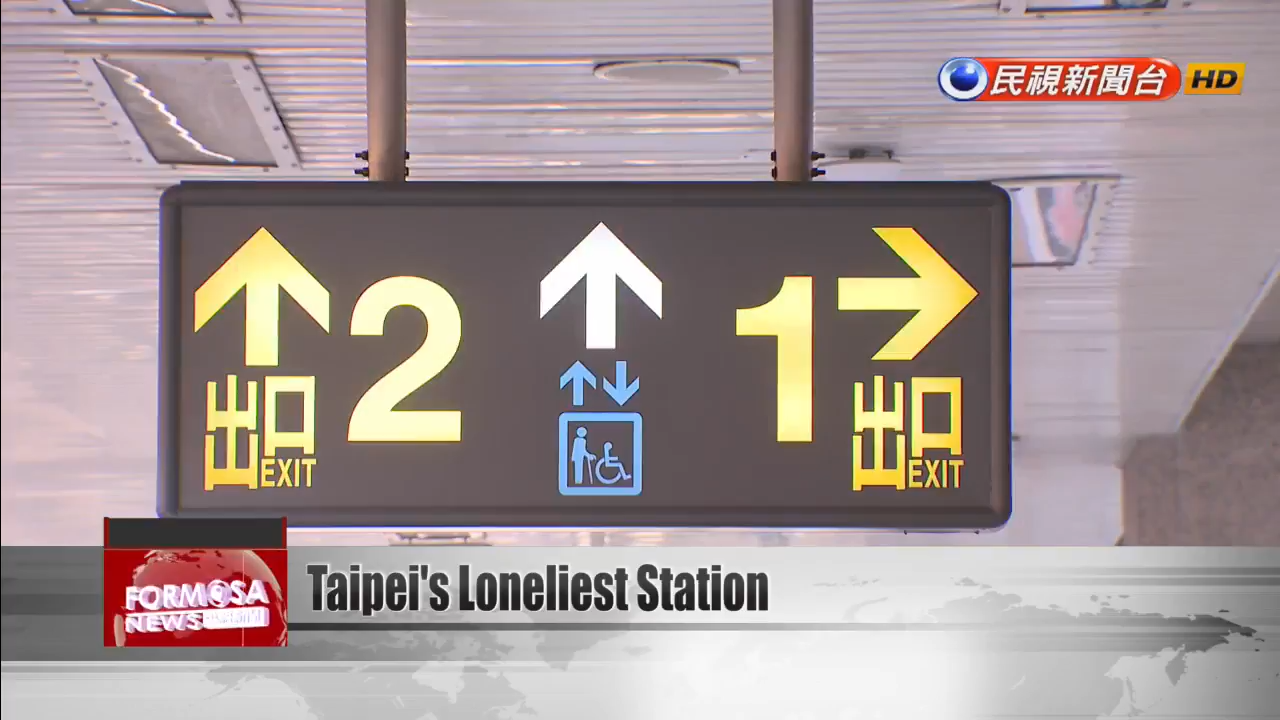 民視新聞台 HD
2
1
出口
EXIT
出口
EXIT
FORMOSA
NEWS
Taipei's Loneliest Station